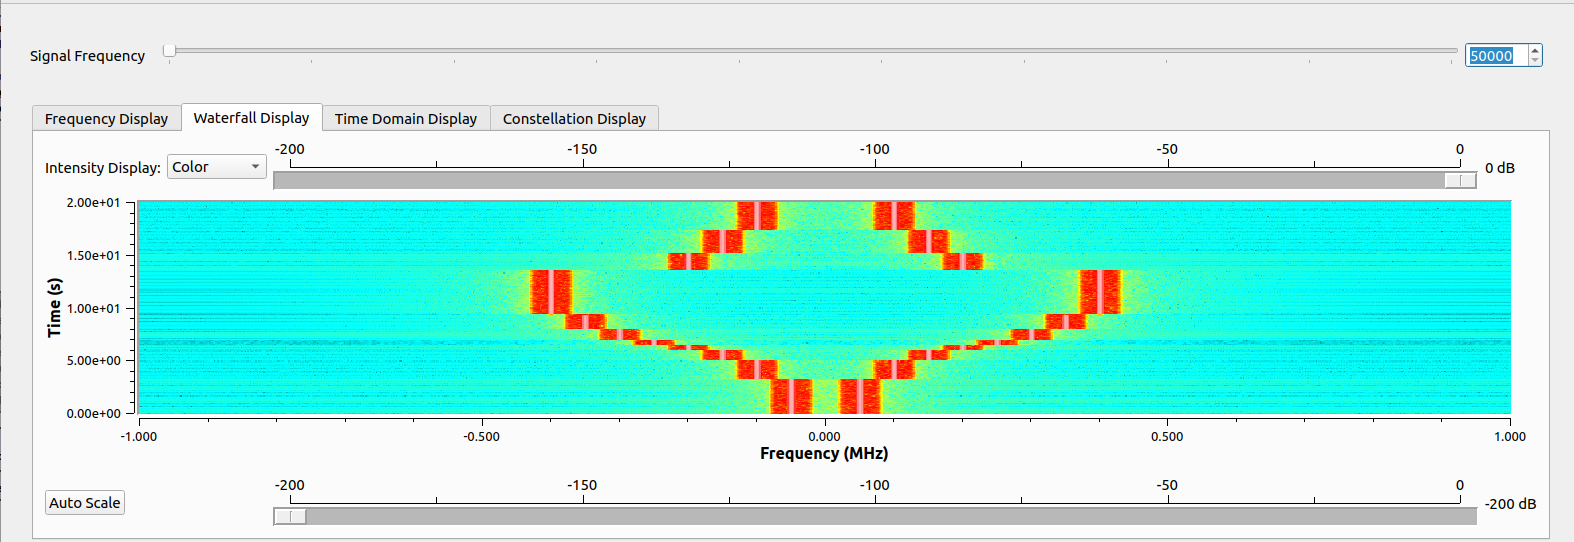 Signal Frequency 50000
Frequency Display Waterfall Display Time Domain Display Constellation Display
-200 -150 -100 -50 0
Intensity Display: Color 0 dB
2.00e+01
1.50e+01
1.00e+01
5.00e+00
0.00e+00
Time (s)
-1.000 -0.500 0.000 0.500 1.000
Frequency (MHz)
-200 -150 -100 -50 0
Auto Scale -200 dB